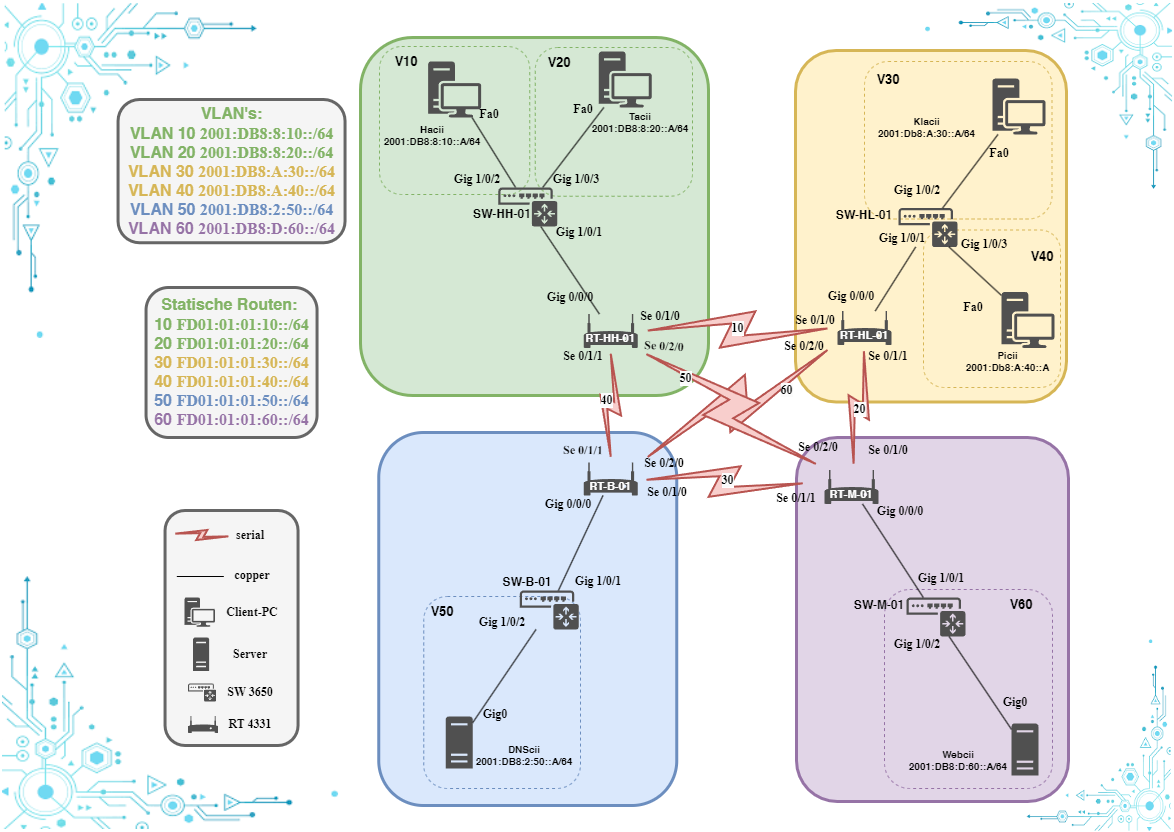 VLAN's:
VLAN 10 2001:DB8:8:10::/64
VLAN 20 2001:DB8:8:20::/64
VLAN 30 2001:DB8:A:30::/64
VLAN 40 2001:DB8:A:40::/64
VLAN 50 2001:DB8:2:50::/64
VLAN 60 2001:DB8:D:60::/64
Statische Routen:
10 FD01:01:01:10::/64
20 FD01:01:01:20::/64
30 FD01:01:01:30::/64
40 FD01:01:01:40::/64
50 FD01:01:01:50::/64
60 FD01:01:01:60::/64
serial
copper
Client-PC
Server
SW 3650
RT 4331
V10
V20
Fa0
Fa0
Hacii
2001:DB8:8:10::A/64
Tacii
2001:DB8:8:20::A/64
Gig 1/0/2
Gig 1/0/3
SW-HH-01
Gig 1/0/1
Gig 0/0/0
Se 0/1/0
RT-HH-01
Se 0/2/0
Se 0/1/1
V30
Klacii
2001:Db8:A:30::A/64
Fa0
Gig 1/0/2
SW-HL-01
Gig 1/0/1
Gig 1/0/3
V40
Gig 0/0/0
Fa0
Se 0/1/0
RT-HL-01
Se 0/2/0
Se 0/1/1
Picii
2001:Db8:A:40::A
10
50
60
40
20
30
Se 0/1/1
Se 0/2/0
RT-B-01
Se 0/1/0
Gig 0/0/0
SW-B-01
Gig 1/0/1
V50
Gig 1/0/2
Gig0
DNScii
2001:DB8:2:50::A/64
Se 0/2/0
Se 0/1/0
Se 0/1/1
RT-M-01
Gig 0/0/0
Gig 1/0/1
SW-M-01
V60
Gig 1/0/2
Gig0
Webcii
2001:DB8:D:60::A/64